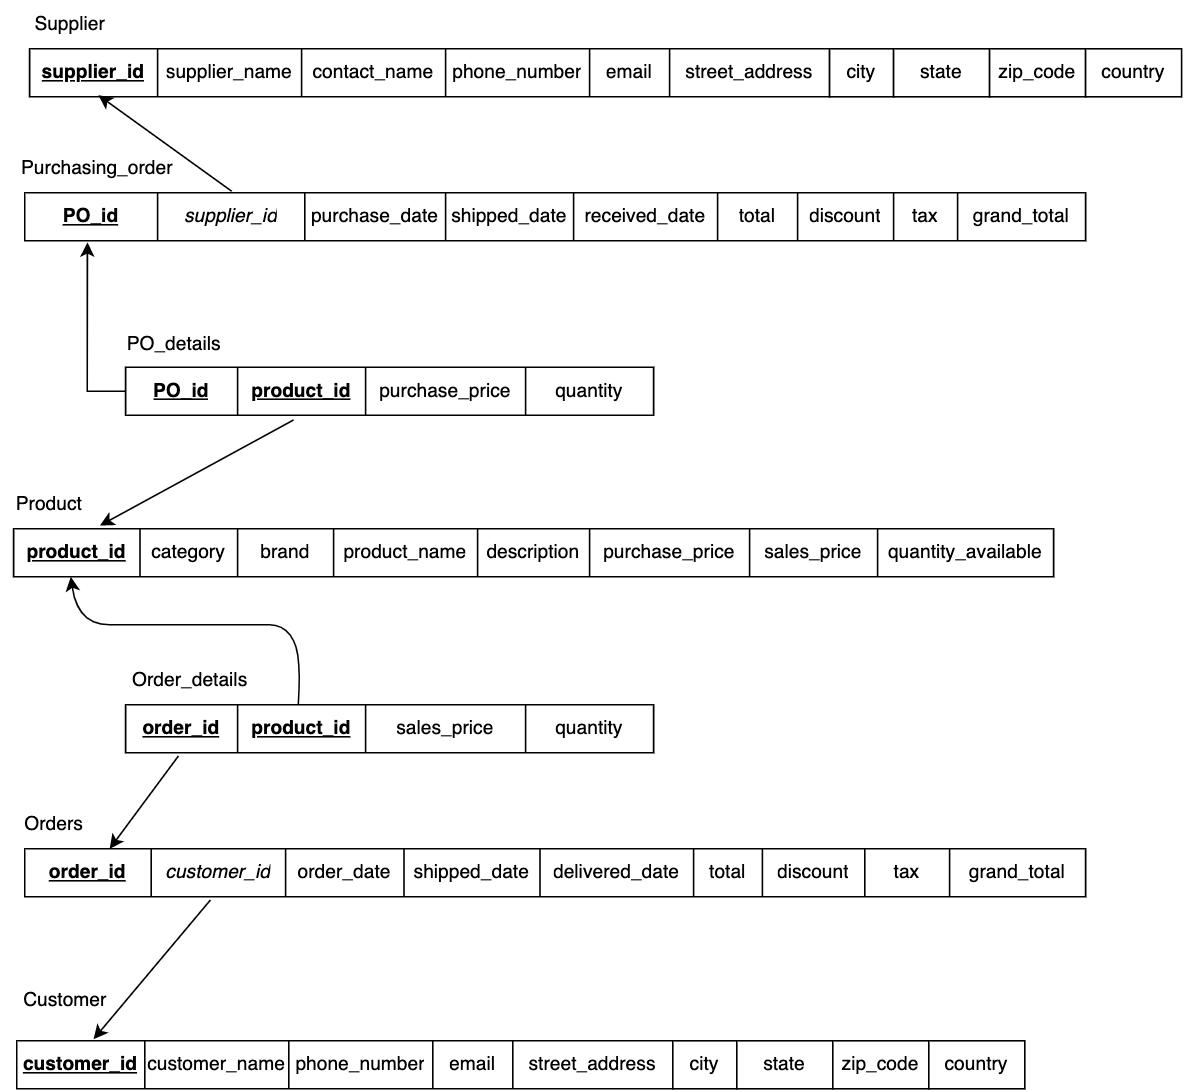 Supplier
supplier_id supplier_name contact_name phone_number email street_address city state zip_code country
Purchasing_order
PO_id supplier_id purchase_date shipped_date received_date total discount tax grand_total
PO_details
PO_id product_id purchase_price quantity
Product
product_id category brand product_name description purchase_price sales_price quantity_available
Order_details
order_id product_id sales_price quantity
Orders
order_id customer_id order_date shipped_date delivered_date total discount tax grand_total
Customer
customer_id customer_name phone_number email street_address city state zip_code country